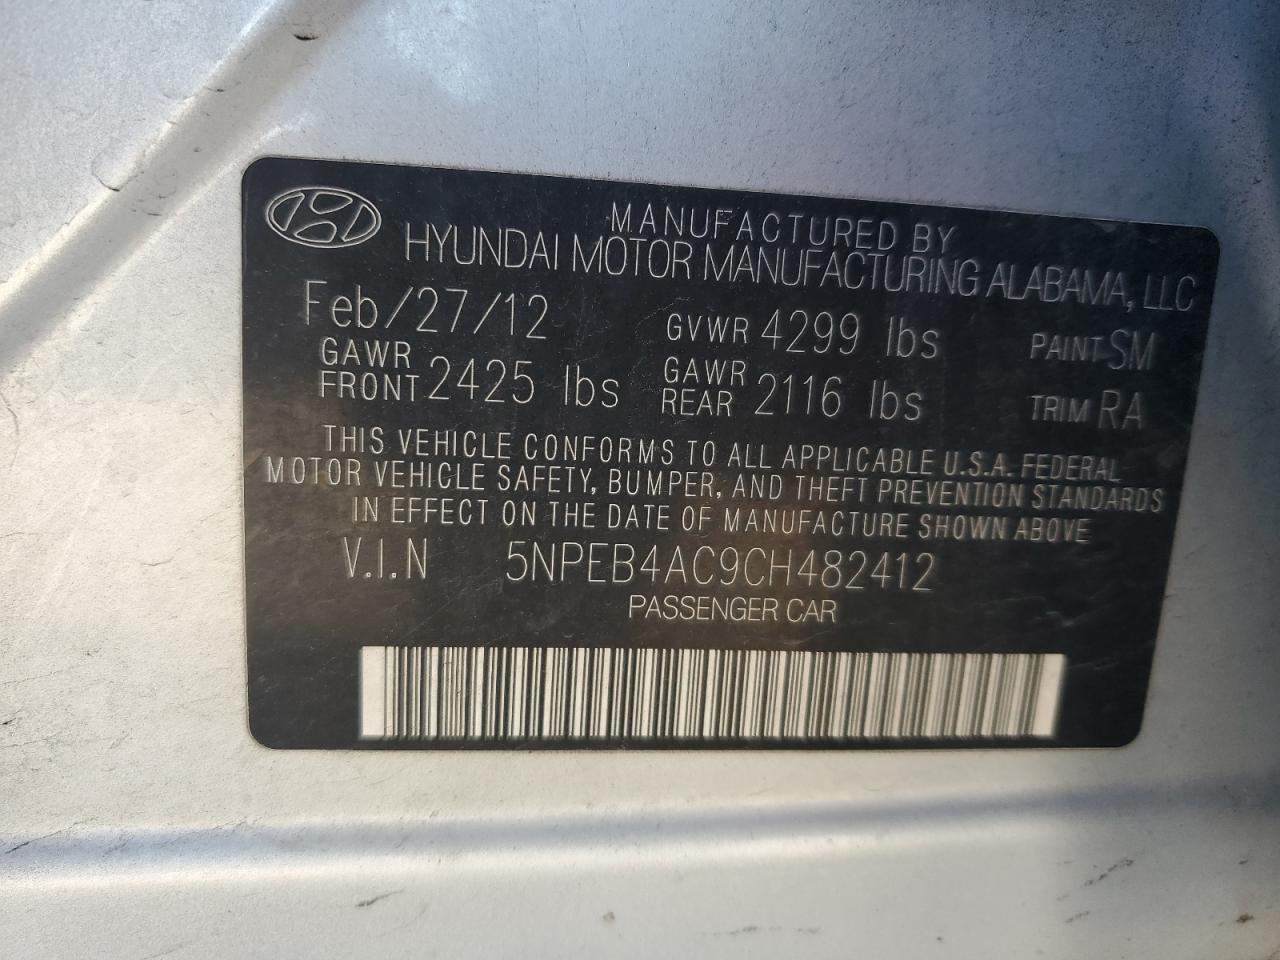 MANUFACTURED BY
HYUNDAI MOTOR MANUFACTURING ALABAMA, LLC
Feb/27/12 GVWR 4299 lbs PAINT SM
GAWR FRONT 2425 lbs GAWR REAR 2116 lbs TRIM RA
THIS VEHICLE CONFORMS TO ALL APPLICABLE U.S.A. FEDERAL
MOTOR VEHICLE SAFETY, BUMPER, AND THEFT PREVENTION STANDARDS
IN EFFECT ON THE DATE OF MANUFACTURE SHOWN ABOVE
V.I.N 5NPEB4AC9CH482412
PASSENGER CAR